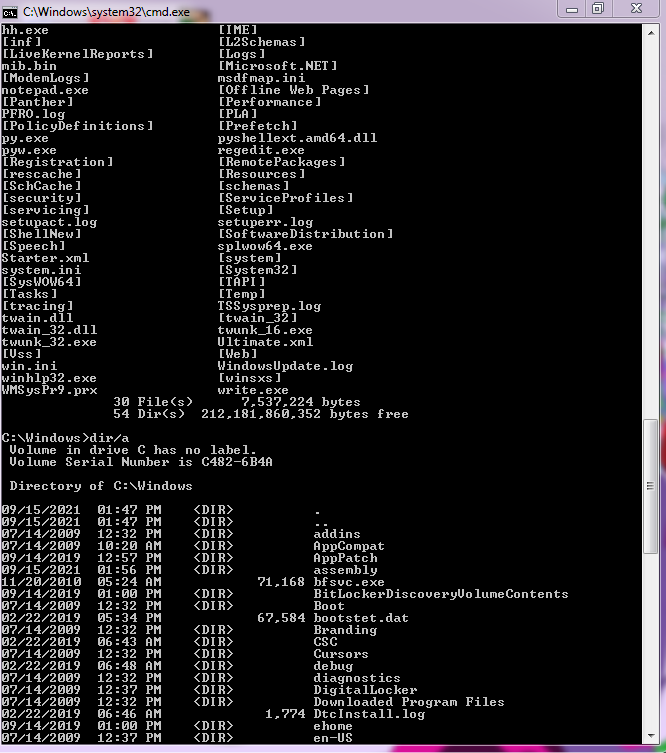 C:\Windows\system32\cmd.exe
hh.exe [IME]
[inf] [L2Schemas]
[LiveKernelReports] [Logs]
mib.bin [Microsoft.NET]
[ModemLogs] msdfmap.ini
notepad.exe [Offline Web Pages]
[Panther] [Performance]
PFRO.log [PLA]
[PolicyDefinitions] [Prefetch]
py.exe pyshellext.amd64.dll
pyw.exe regedit.exe
[Registration] [RemotePackages]
[rescache] [Resources]
[SchCache] [schemas]
[security] [ServiceProfiles]
[servicing] [Setup]
setupact.log setuperr.log
[ShellNew] [SoftwareDistribution]
[Speech] splwow64.exe
Starter.xml [system]
system.ini [System32]
[SysWOW64] [TAPI]
[Tasks] [Temp]
[tracing] TSSysprep.log
twain.dll [twain_32]
twain_32.dll twunk_16.exe
twunk_32.exe Ultimate.xml
[Vss] [Web]
win.ini WindowsUpdate.log
winhlp32.exe [winsxs]
WMSysPr9.prx write.exe
30 File(s) 7,537,224 bytes
54 Dir(s) 212,181,860,352 bytes free
C:\Windows>dir/a
Volume in drive C has no label.
Volume Serial Number is C482-6B4A
Directory of C:\Windows
09/15/2021 01:47 PM <DIR> .
09/15/2021 01:47 PM <DIR> ..
07/14/2009 12:32 PM <DIR> addins
07/14/2009 10:20 AM <DIR> AppCompat
09/14/2019 12:57 PM <DIR> AppPatch
09/15/2021 01:56 PM <DIR> assembly
11/20/2010 05:24 AM 71,168 bfsvc.exe
09/14/2019 01:00 PM <DIR> BitLockerDiscoveryVolumeContents
07/14/2009 12:32 PM <DIR> Boot
02/22/2019 05:34 PM 67,584 bootstet.dat
07/14/2009 12:32 PM <DIR> Branding
02/22/2019 06:43 AM <DIR> CSC
07/14/2009 12:32 PM <DIR> Cursors
02/22/2019 06:48 AM <DIR> debug
07/14/2009 12:32 PM <DIR> diagnostics
07/14/2009 12:37 PM <DIR> DigitalLocker
07/14/2009 12:32 PM <DIR> Downloaded Program Files
02/22/2019 06:46 AM 1,774 DtcInstall.log
09/14/2019 01:00 PM <DIR> ehome
07/14/2009 12:37 PM <DIR> en-US